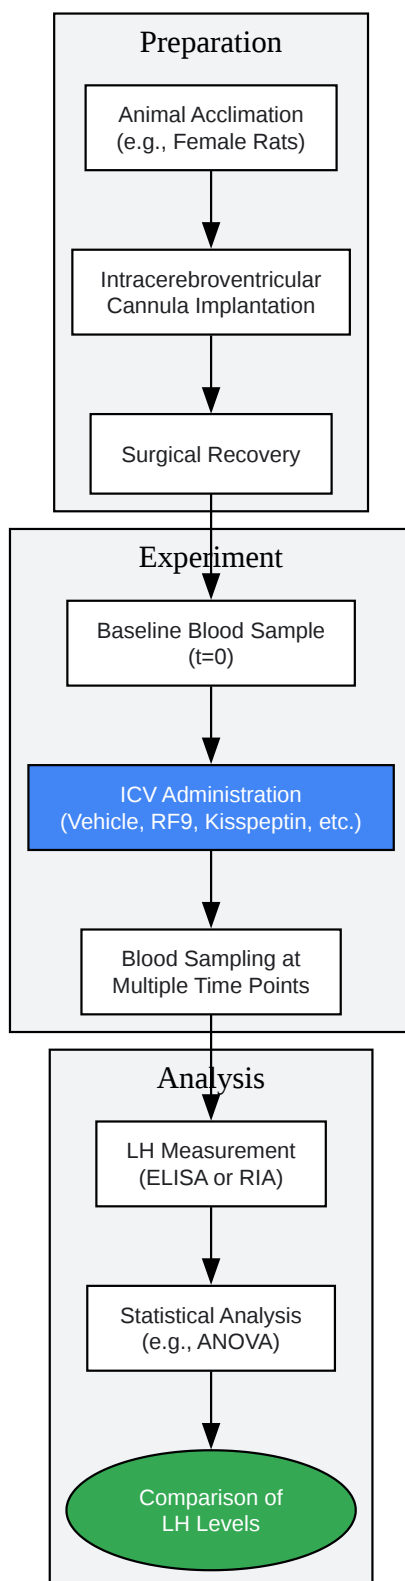 Preparation
Animal Acclimation
(e.g., Female Rats)
Intracerebroventricular
Cannula Implantation
Surgical Recovery
Experiment
Baseline Blood Sample
(t=0)
ICV Administration
(Vehicle, RF9, Kisspeptin, etc.)
Blood Sampling at
Multiple Time Points
Analysis
LH Measurement
(ELISA or RIA)
Statistical Analysis
(e.g., ANOVA)
Comparison of
LH Levels